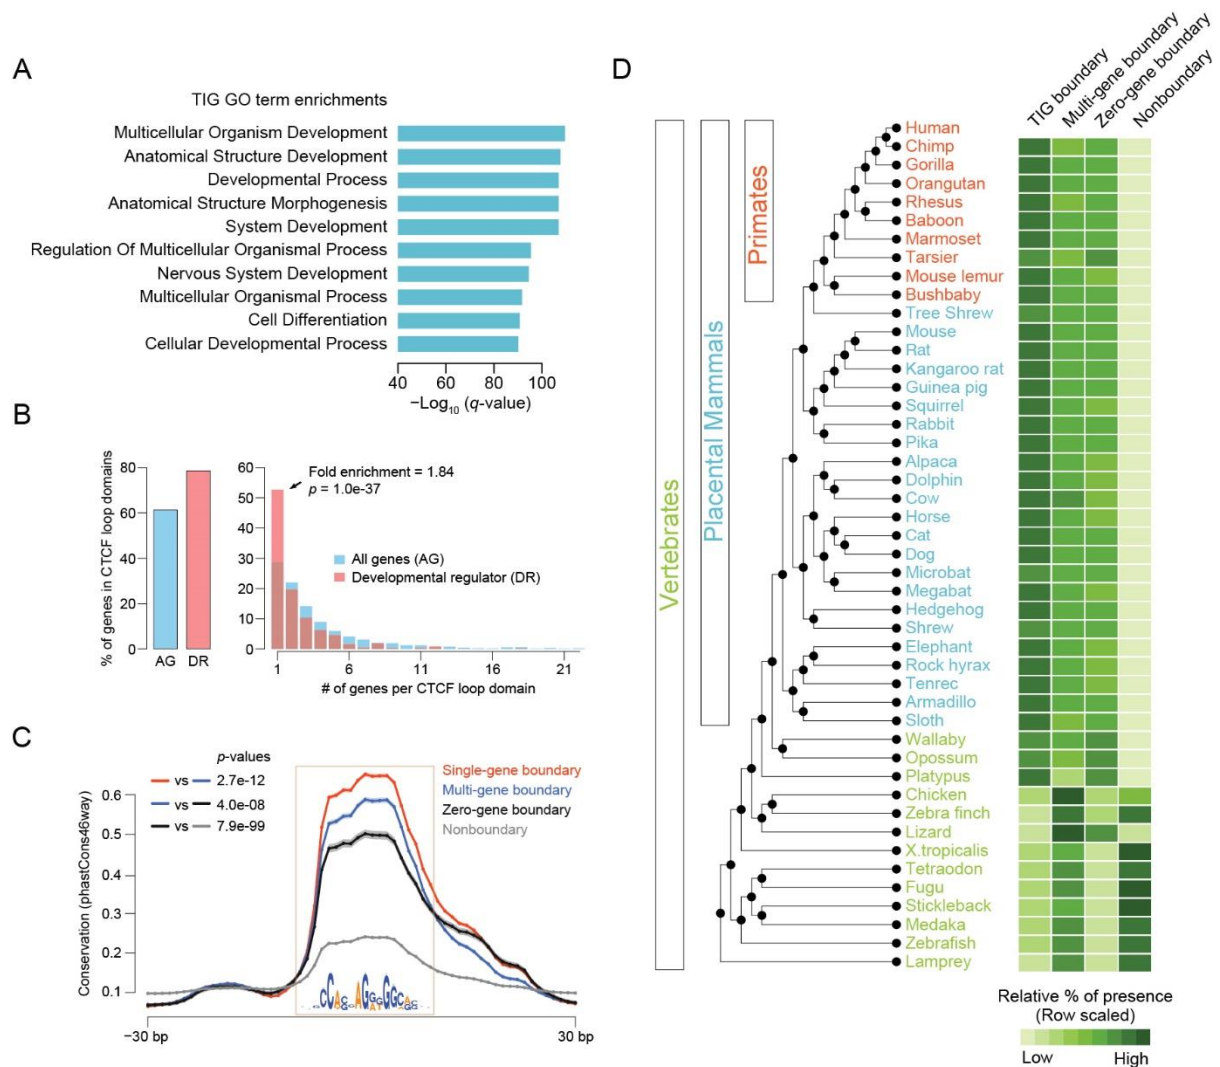 A
TIG GO term enrichments
Multicellular Organism Development
Anatomical Structure Development
Developmental Process
Anatomical Structure Morphogenesis
System Development
Regulation Of Multicellular Organismal Process
Nervous System Development
Multicellular Organismal Process
Cell Differentiation
Cellular Developmental Process
40 60 80 100
−Log10 (q-value)
B
% of genes in CTCF loop domains
80
60
40
20
0
AG DR
60
50
40
30
20
10
0
Fold enrichment = 1.84
p = 1.0e-37
All genes (AG)
Developmental regulator (DR)
1 6 11 16 21
# of genes per CTCF loop domain
C
p-values
vs 2.7e-12
vs 4.0e-08
vs 7.9e-99
Single-gene boundary
Multi-gene boundary
Zero-gene boundary
Nonboundary
Conservation (phastCons46way)
0.6
0.5
0.4
0.3
0.2
0.1
−30 bp
30 bp
D
TIG boundary
Multi-gene boundary
Zero-gene boundary
Nonboundary
Vertebrates
Placental Mammals
Primates
Human
Chimp
Gorilla
Orangutan
Rhesus
Baboon
Marmoset
Tarsier
Mouse lemur
Bushbaby
Tree Shrew
Mouse
Rat
Kangaroo rat
Guinea pig
Squirrel
Rabbit
Pika
Alpaca
Dolphin
Cow
Horse
Cat
Dog
Microbat
Megabat
Hedgehog
Shrew
Elephant
Rock hyrax
Tenrec
Armadillo
Sloth
Wallaby
Opossum
Platypus
Chicken
Zebra finch
Lizard
X.tropicalis
Tetraodon
Fugu
Stickleback
Medaka
Zebrafish
Lamprey
Relative % of presence
(Row scaled)
Low High